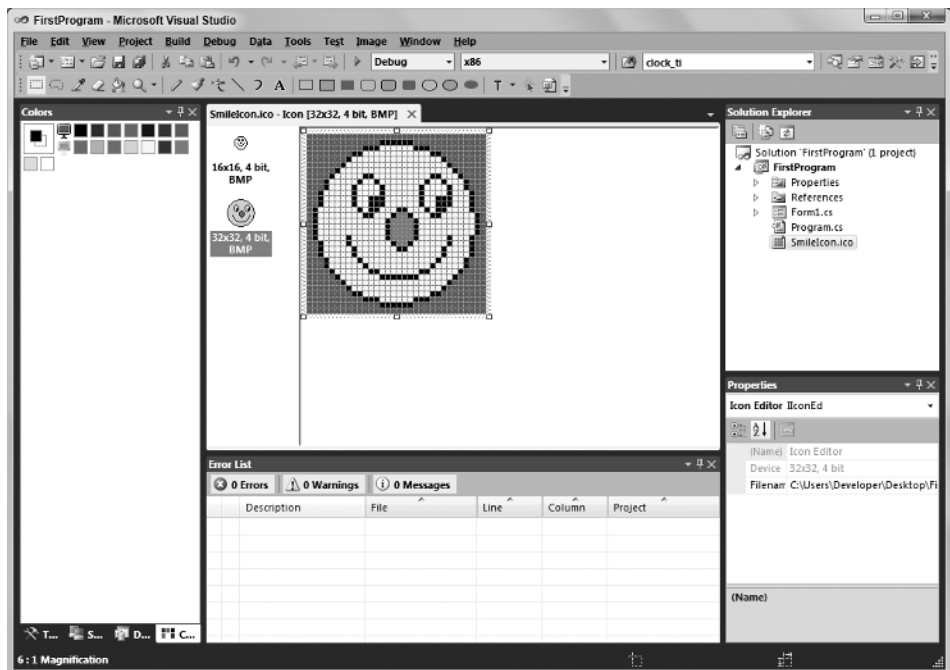 FirstProgram - Microsoft Visual Studio
File Edit View Project Build Debug Data Tools Test Image Window Help
Debug x86 clock_ti
A T
Colors
SmileIcon.ico - Icon [32x32, 4 bit, BMP]
16x16, 4 bit,
BMP
32x32, 4 bit,
BMP
Solution Explorer
Solution 'FirstProgram' (1 project)
FirstProgram
Properties
References
Form1.cs
Program.cs
SmileIcon.ico
Properties
Icon Editor IIconEd
(Name) Icon Editor
Device 32x32, 4 bit
Filenam C:\Users\Developer\Desktop\Fi
(Name)
Error List
0 Errors 0 Warnings 0 Messages
Description File Line Column Project
T... S... D... C...
6 : 1 Magnification